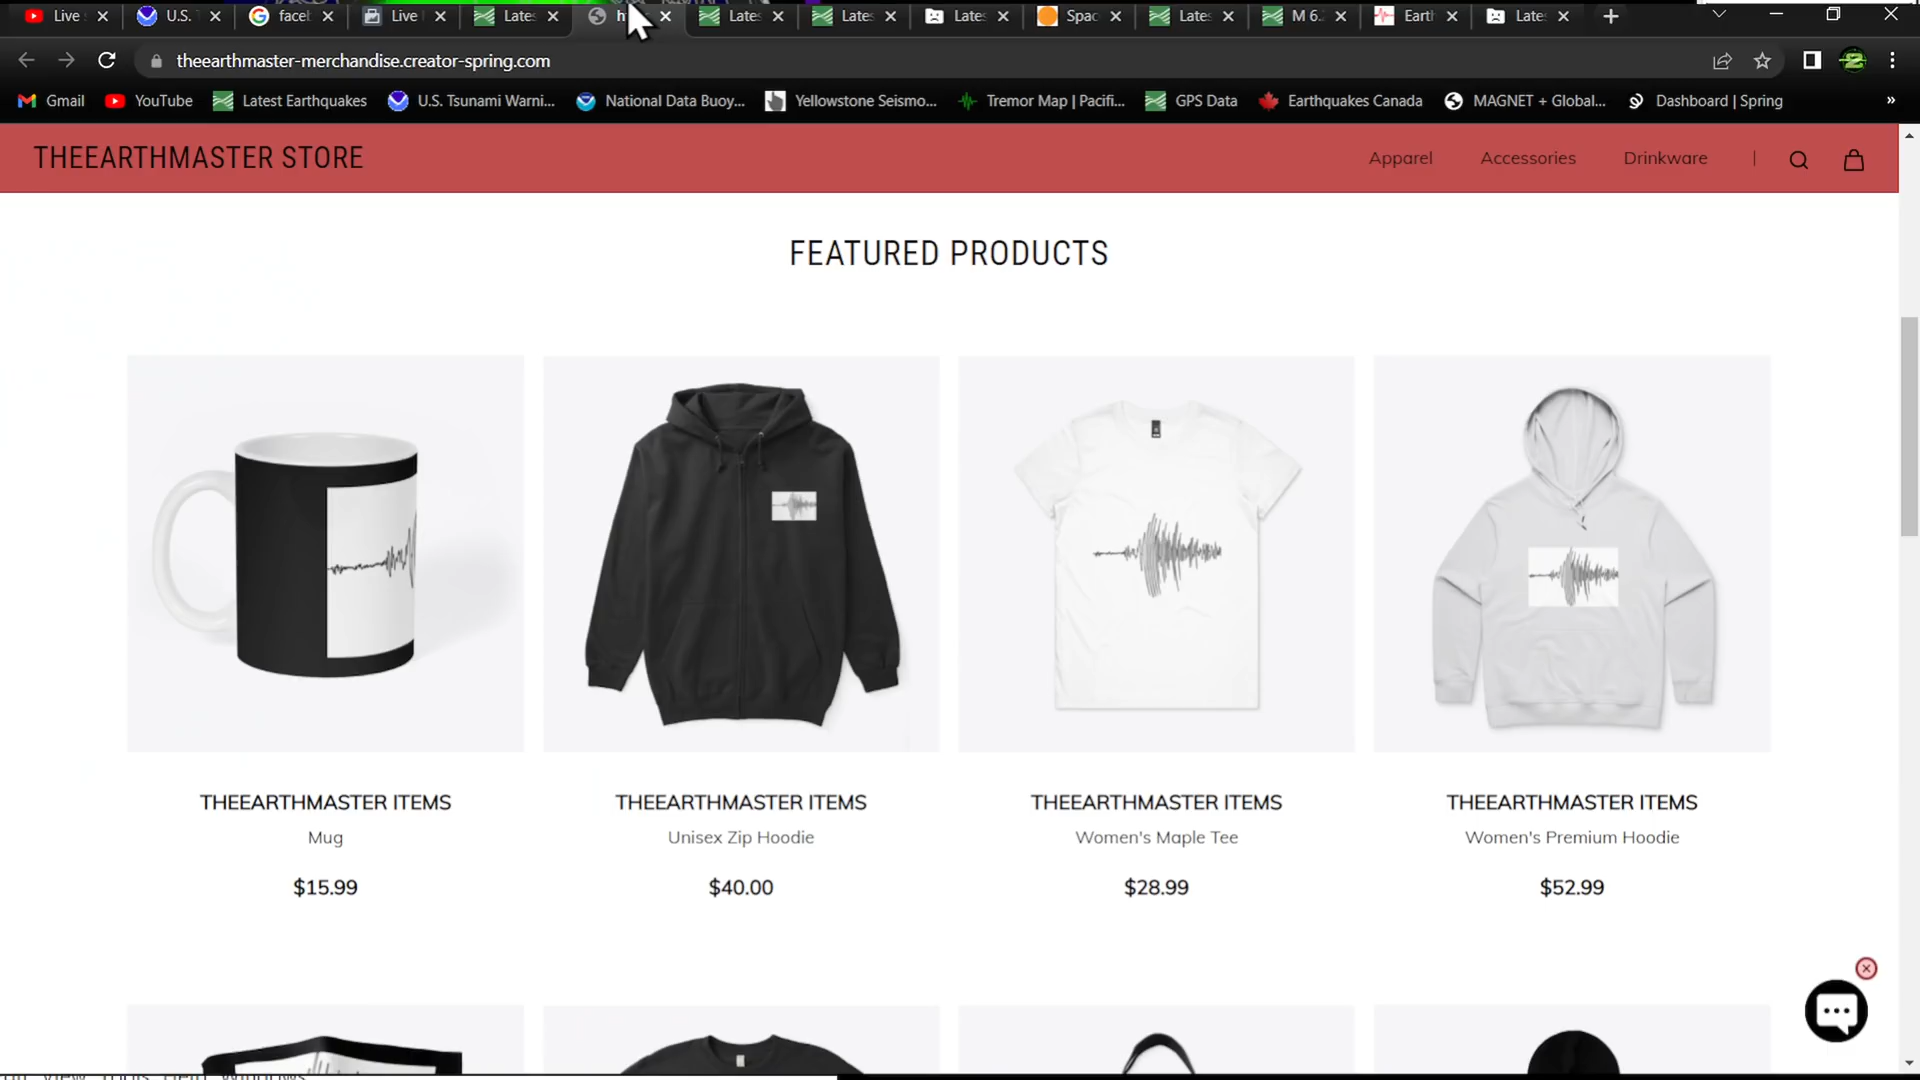 Live
U.S.
facel
Live
Lates
h
Lates
Lates
Lates
Spac
Lates
M 6.
Earth
Lates
theearthmaster-merchandise.creator-spring.com
Gmail
YouTube
Latest Earthquakes
U.S. Tsunami Warni...
National Data Buoy...
Yellowstone Seismo...
Tremor Map | Pacifi...
GPS Data
Earthquakes Canada
MAGNET + Global...
Dashboard | Spring
»
THEEARTHMASTER STORE
Apparel
Accessories
Drinkware
FEATURED PRODUCTS
THEEARTHMASTER ITEMS
Mug
$15.99
THEEARTHMASTER ITEMS
Unisex Zip Hoodie
$40.00
THEEARTHMASTER ITEMS
Women's Maple Tee
$28.99
THEEARTHMASTER ITEMS
Women's Premium Hoodie
$52.99